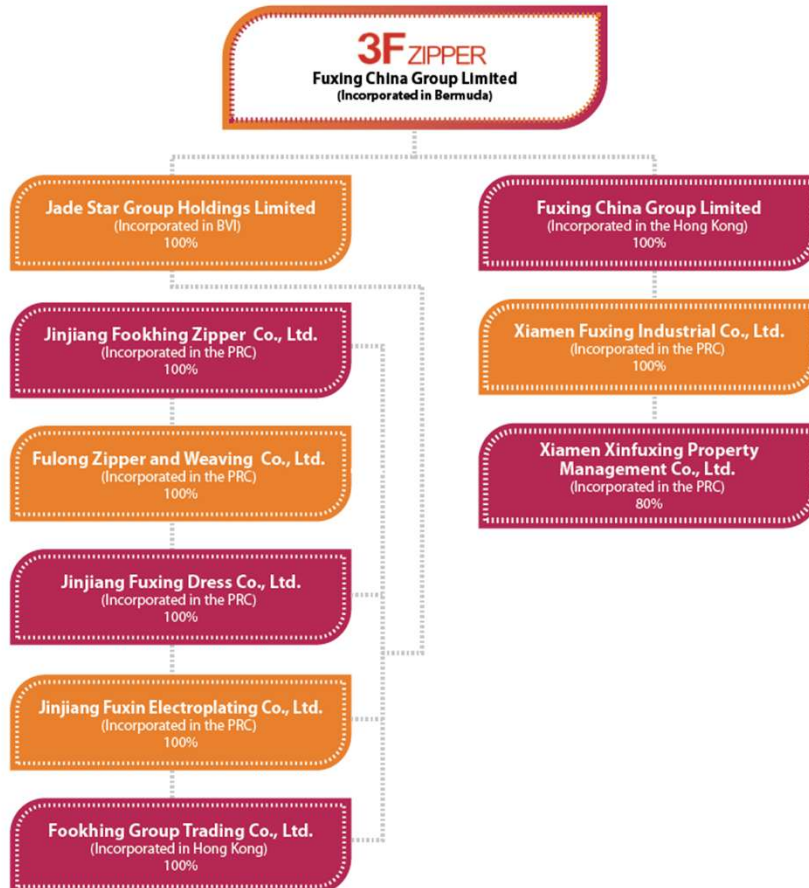 3F ZIPPER
Fuxing China Group Limited
(Incorporated in Bermuda)
Jade Star Group Holdings Limited
(Incorporated in BVI)
100%
Jinjiang Fookhing Zipper Co., Ltd.
(Incorporated in the PRC)
100%
Fulong Zipper and Weaving Co., Ltd.
(Incorporated in the PRC)
100%
Jinjiang Fuxing Dress Co., Ltd.
(Incorporated in the PRC)
100%
Jinjiang Fuxin Electroplating Co., Ltd.
(Incorporated in the PRC)
100%
Fookhing Group Trading Co., Ltd.
(Incorporated in Hong Kong)
100%
Fuxing China Group Limited
(Incorporated in the Hong Kong)
100%
Xiamen Fuxing Industrial Co., Ltd.
(Incorporated in the PRC)
100%
Xiamen Xinfuxing Property
Management Co., Ltd.
(Incorporated in the PRC)
80%